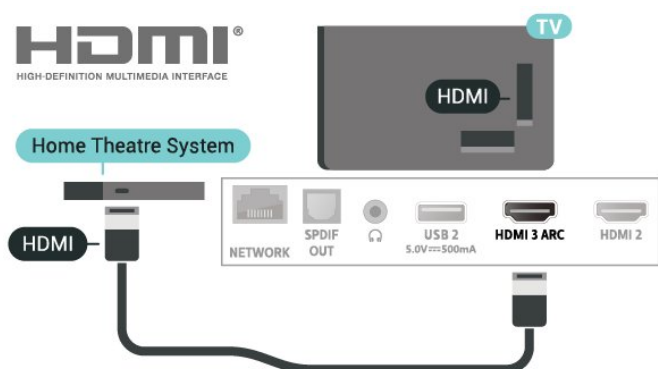 HDMI®
HIGH-DEFINITION MULTIMEDIA INTERFACE
TV
HDMI
Home Theatre System
HDMI
NETWORK
SPDIF
OUT
USB 2
5.0V⎓500mA
HDMI 3 ARC
HDMI 2